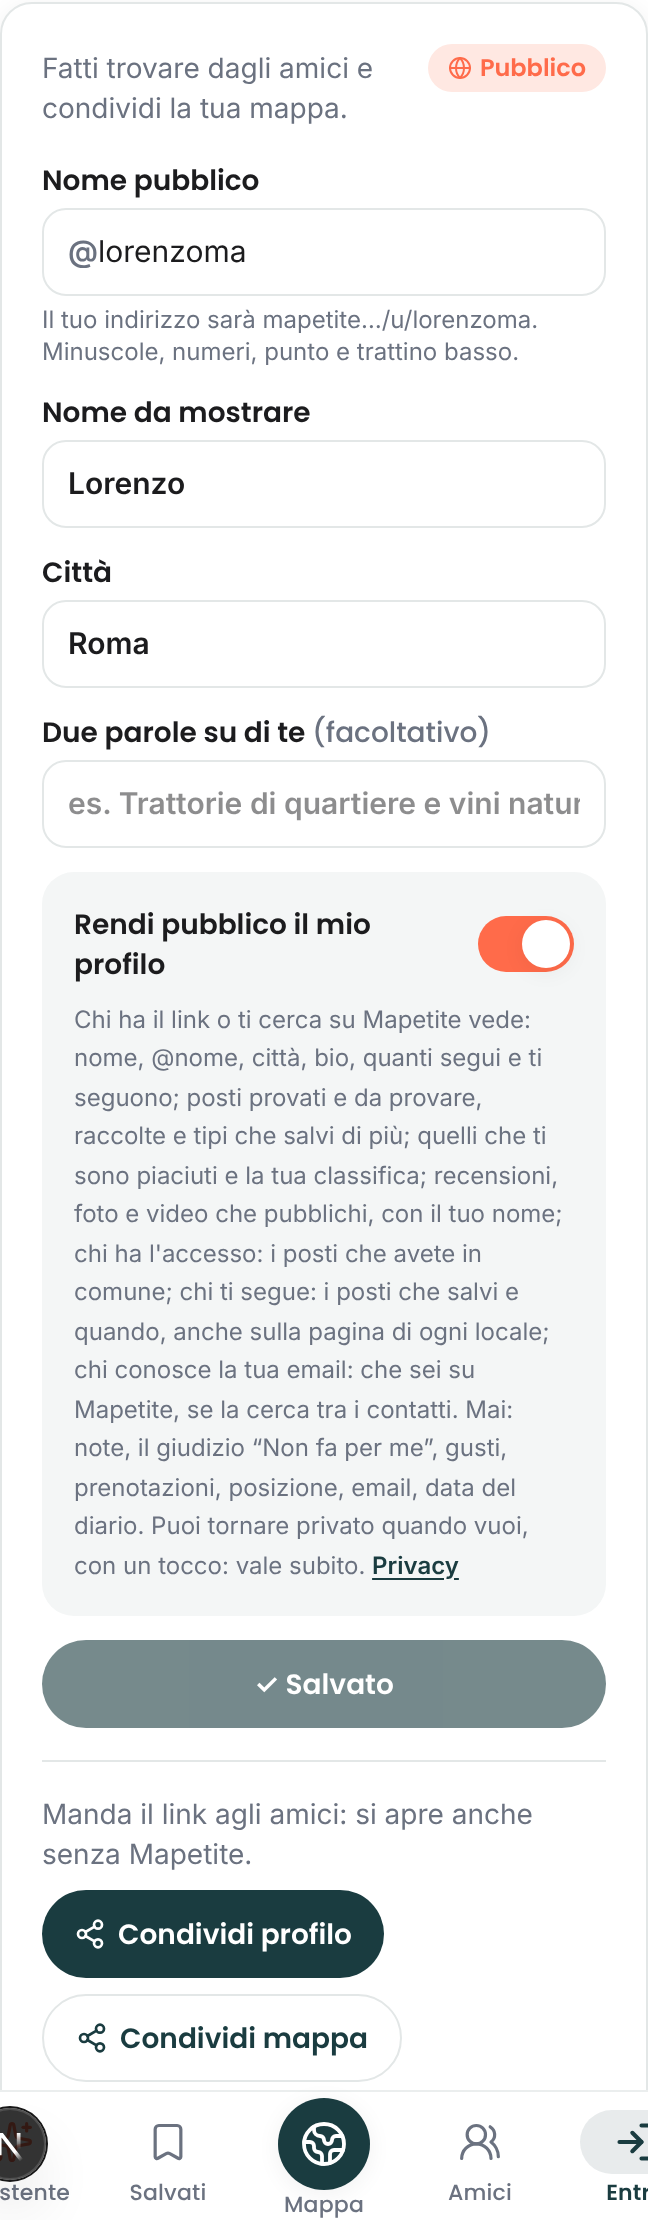 Fatti trovare dagli amici e
condividi la tua mappa.
Pubblico
Nome pubblico
@lorenzoma
Il tuo indirizzo sarà mapetite.../u/lorenzoma.
Minuscole, numeri, punto e trattino basso.
Nome da mostrare
Lorenzo
Città
Roma
Due parole su di te (facoltativo)
es. Trattorie di quartiere e vini natur
Rendi pubblico il mio
profilo
Chi ha il link o ti cerca su Mapetite vede:
nome, @nome, città, bio, quanti segui e ti
seguono; posti provati e da provare,
raccolte e tipi che salvi di più; quelli che ti
sono piaciuti e la tua classifica; recensioni,
foto e video che pubblichi, con il tuo nome;
chi ha l'accesso: i posti che avete in
comune; chi ti segue: i posti che salvi e
quando, anche sulla pagina di ogni locale;
chi conosce la tua email: che sei su
Mapetite, se la cerca tra i contatti. Mai:
note, il giudizio “Non fa per me”, gusti,
prenotazioni, posizione, email, data del
diario. Puoi tornare privato quando vuoi,
con un tocco: vale subito. Privacy
✓ Salvato
Manda il link agli amici: si apre anche
senza Mapetite.
Condividi profilo
Condividi mappa
N
stente
Salvati
Mappa
Amici
Entr